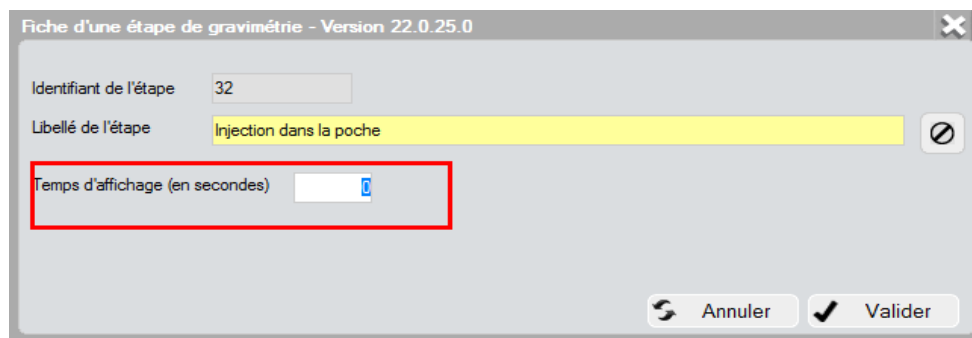 Fiche d'une étape de gravimétrie - Version 22.0.25.0
Identifiant de l'étape 32
Libellé de l'étape Injection dans la poche
Temps d'affichage (en secondes) 0
Annuler Valider